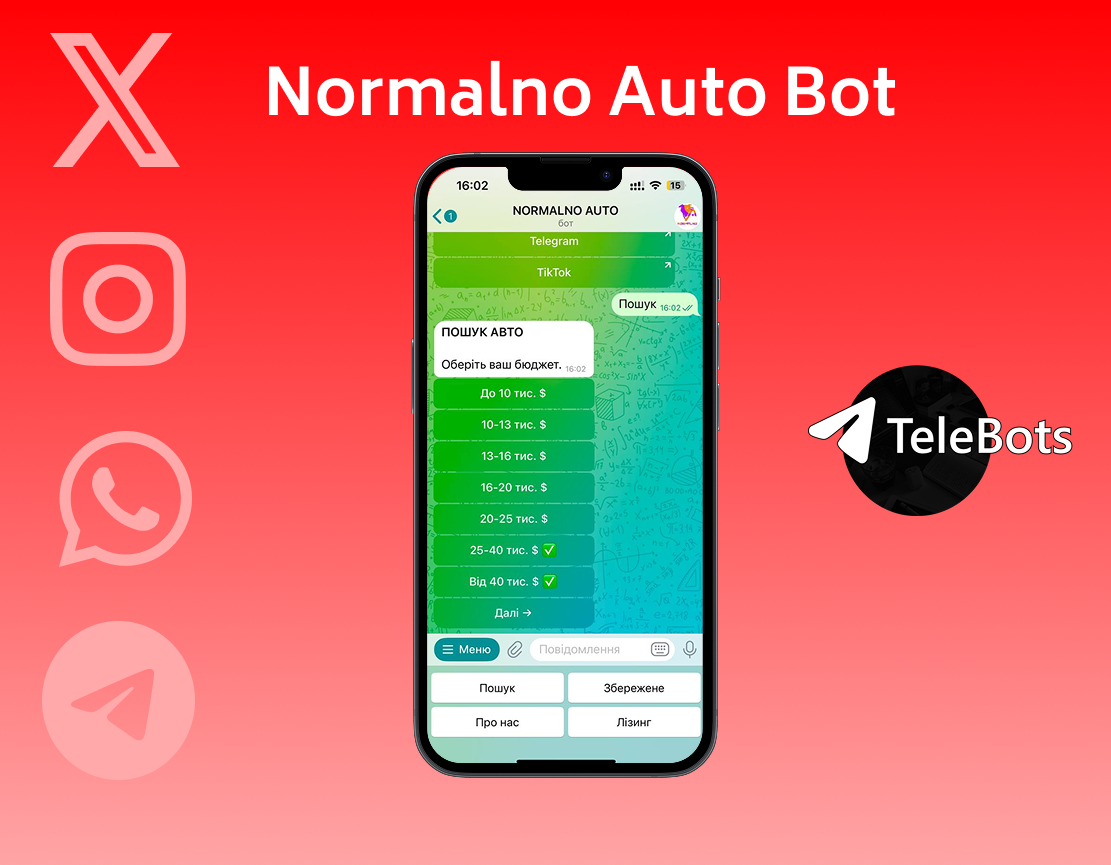 Normalno Auto Bot
16:02
15
1
NORMALNO AUTO
бот
Telegram
TikTok
Пошук 16:02
ПОШУК АВТО
Оберіть ваш бюджет. 16:02
До 10 тис. $
10-13 тис. $
13-16 тис. $
16-20 тис. $
20-25 тис. $
25-40 тис. $ ✅
Від 40 тис. $ ✅
Далі →
Меню
Повідомлення
Пошук
Збережене
Про нас
Лізинг
TeleBots